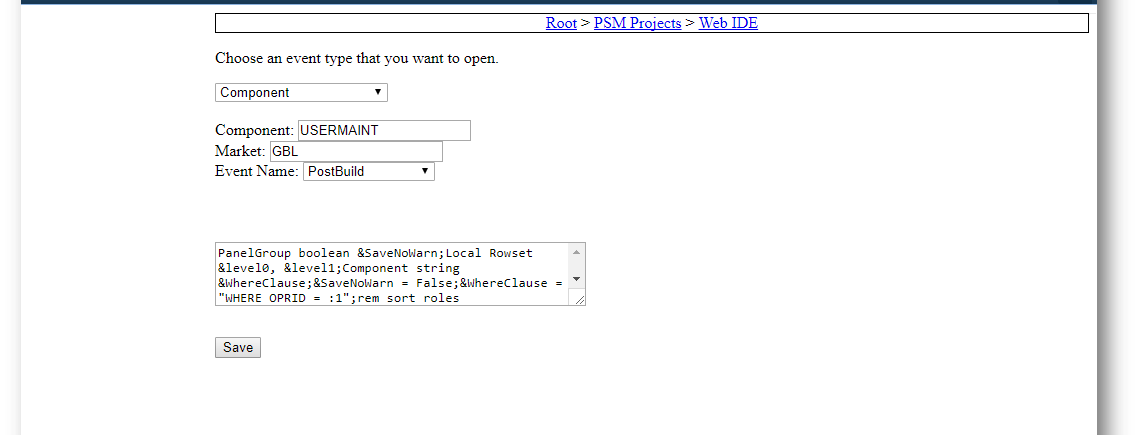 Root > PSM Projects > Web IDE
Choose an event type that you want to open.
Component
Component: USERMAINT
Market: GBL
Event Name: PostBuild
PanelGroup boolean &SaveNoWarn;Local Rowset
&level0, &level1;Component string
&WhereClause;&SaveNoWarn = False;&WhereClause =
"WHERE OPRID = :1";rem sort roles
Save